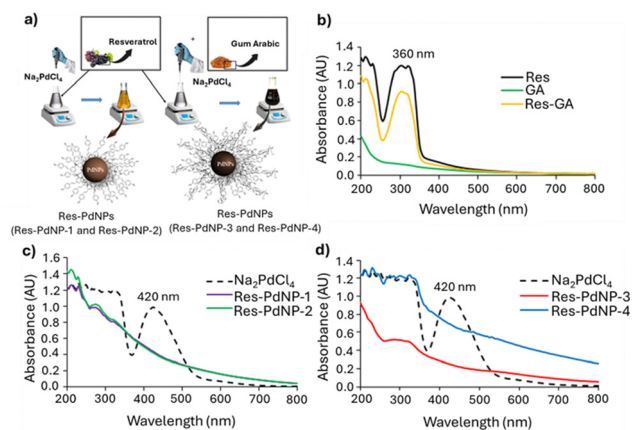 a)
Resveratrol
Na2PdCl4
+
Gum Arabic
Na2PdCl4
PdNPs
PdNPs
Res-PdNPs
(Res-PdNP-1 and Res-PdNP-2)
Res-PdNPs
(Res-PdNP-3 and Res-PdNP-4)
b)
Absorbance (AU)
1.4
1.2
1.0
0.8
0.6
0.4
0.2
0.0
360 nm
Res
GA
Res-GA
200 300 400 500 600 700 800
Wavelength (nm)
c)
Absorbance (AU)
1.6
1.4
1.2
1.0
0.8
0.6
0.4
0.2
0.0
420 nm
Na2PdCl4
Res-PdNP-1
Res-PdNP-2
200 300 400 500 600 700 800
Wavelength (nm)
d)
Absorbance (AU)
1.4
1.2
1.0
0.8
0.6
0.4
0.2
0.0
420 nm
Na2PdCl4
Res-PdNP-3
Res-PdNP-4
200 300 400 500 600 700 800
Wavelength (nm)